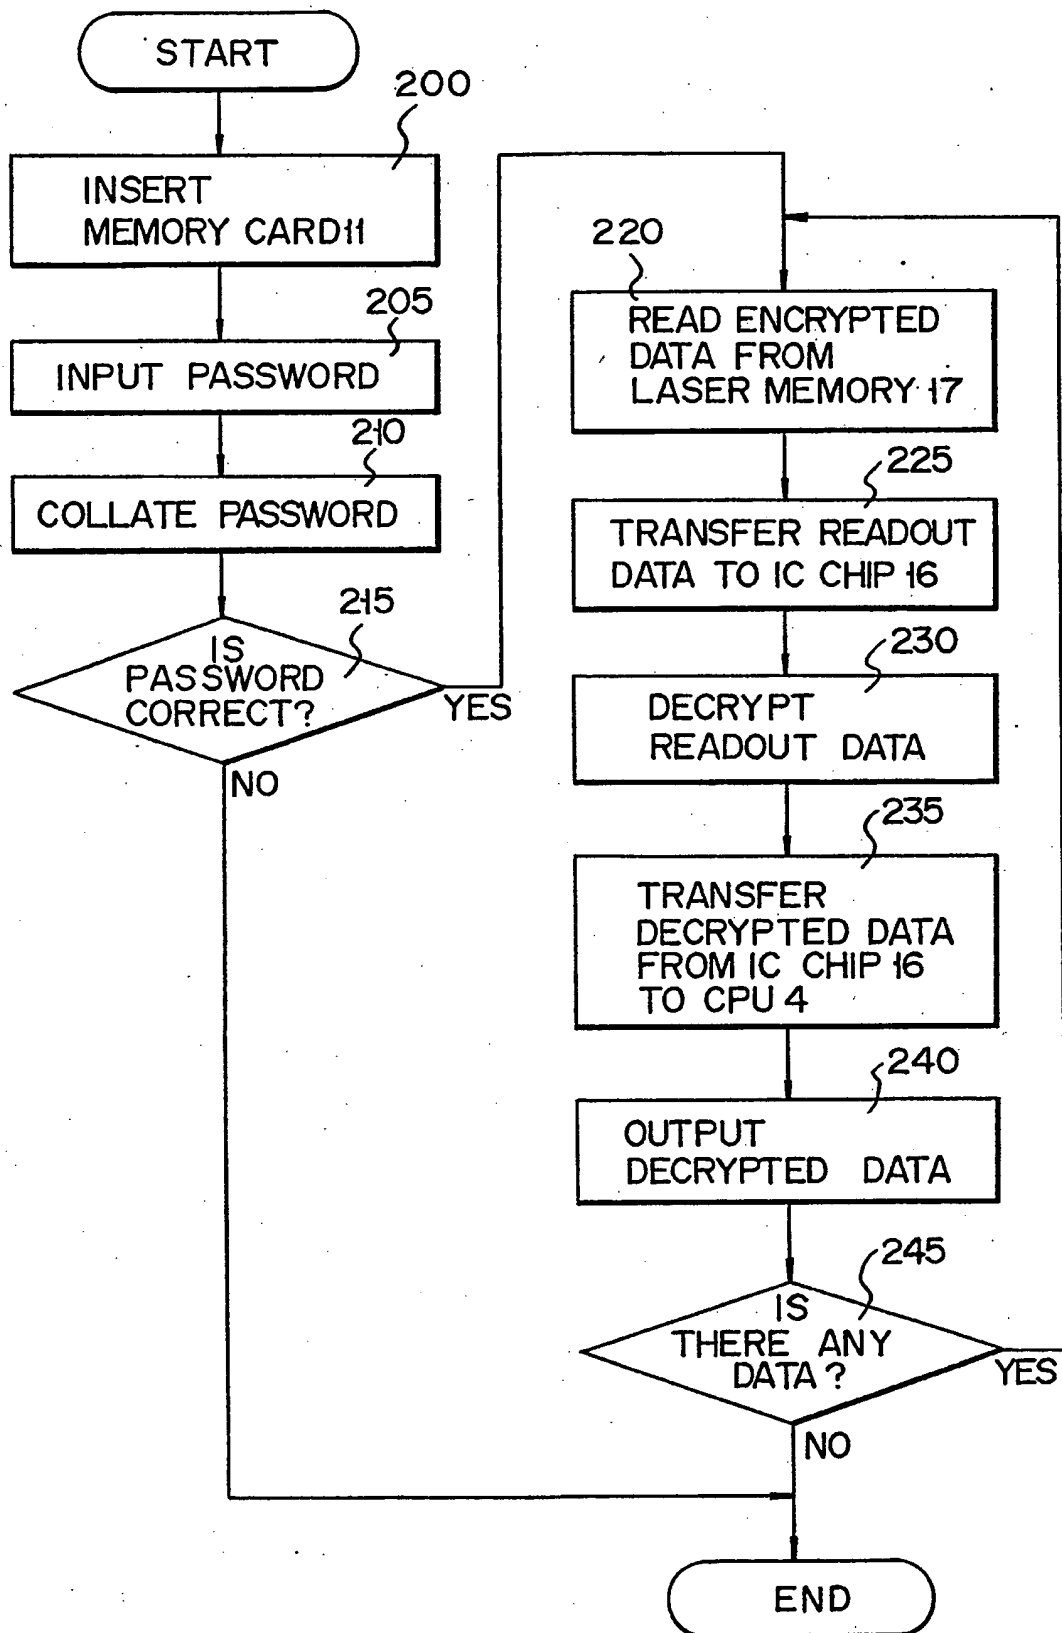 START
200
INSERT
MEMORY CARD 11
205
INPUT PASSWORD
210
COLLATE PASSWORD
215
IS
PASSWORD
CORRECT?
YES
NO
220
READ ENCRYPTED
DATA FROM
LASER MEMORY 17
225
TRANSFER READOUT
DATA TO IC CHIP 16
230
DECRYPT
READOUT DATA
235
TRANSFER
DECRYPTED DATA
FROM IC CHIP 16
TO CPU 4
240
OUTPUT
DECRYPTED DATA
245
IS
THERE ANY
DATA?
YES
NO
END